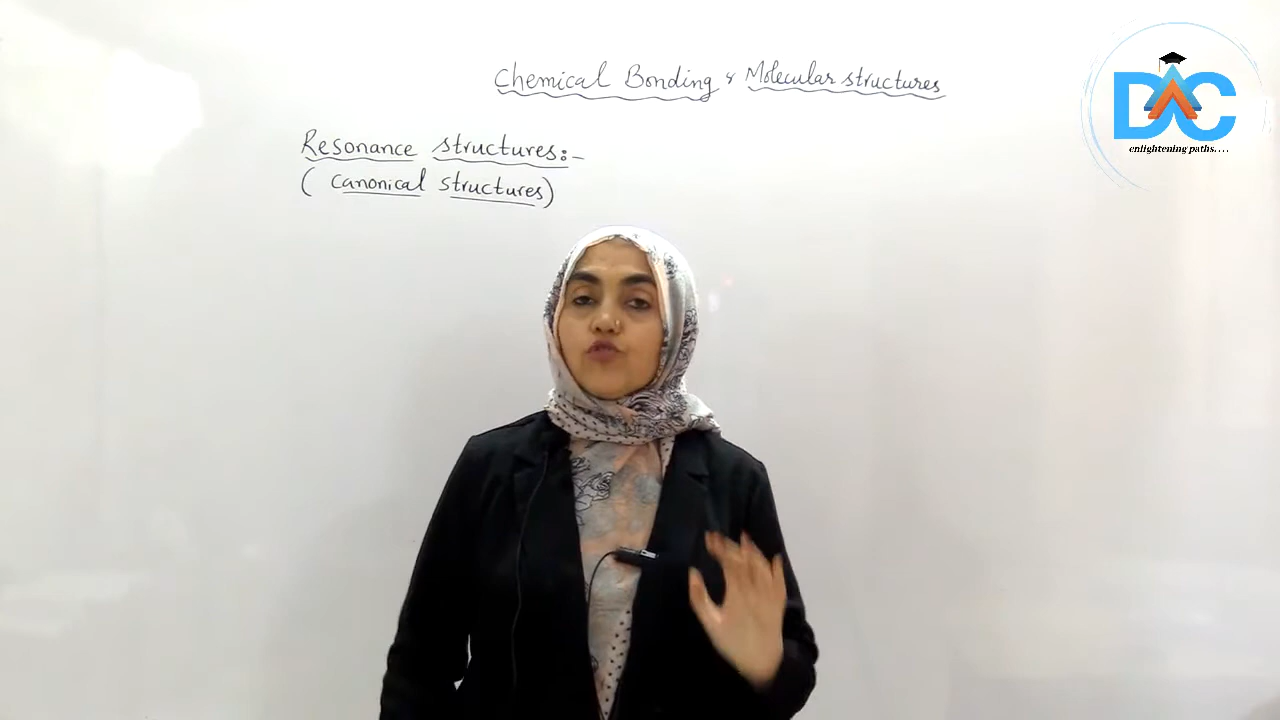 Chemical Bonding & Molecular structures
Resonance structures:-
(Canonical structures)
DAC
enlightening paths....